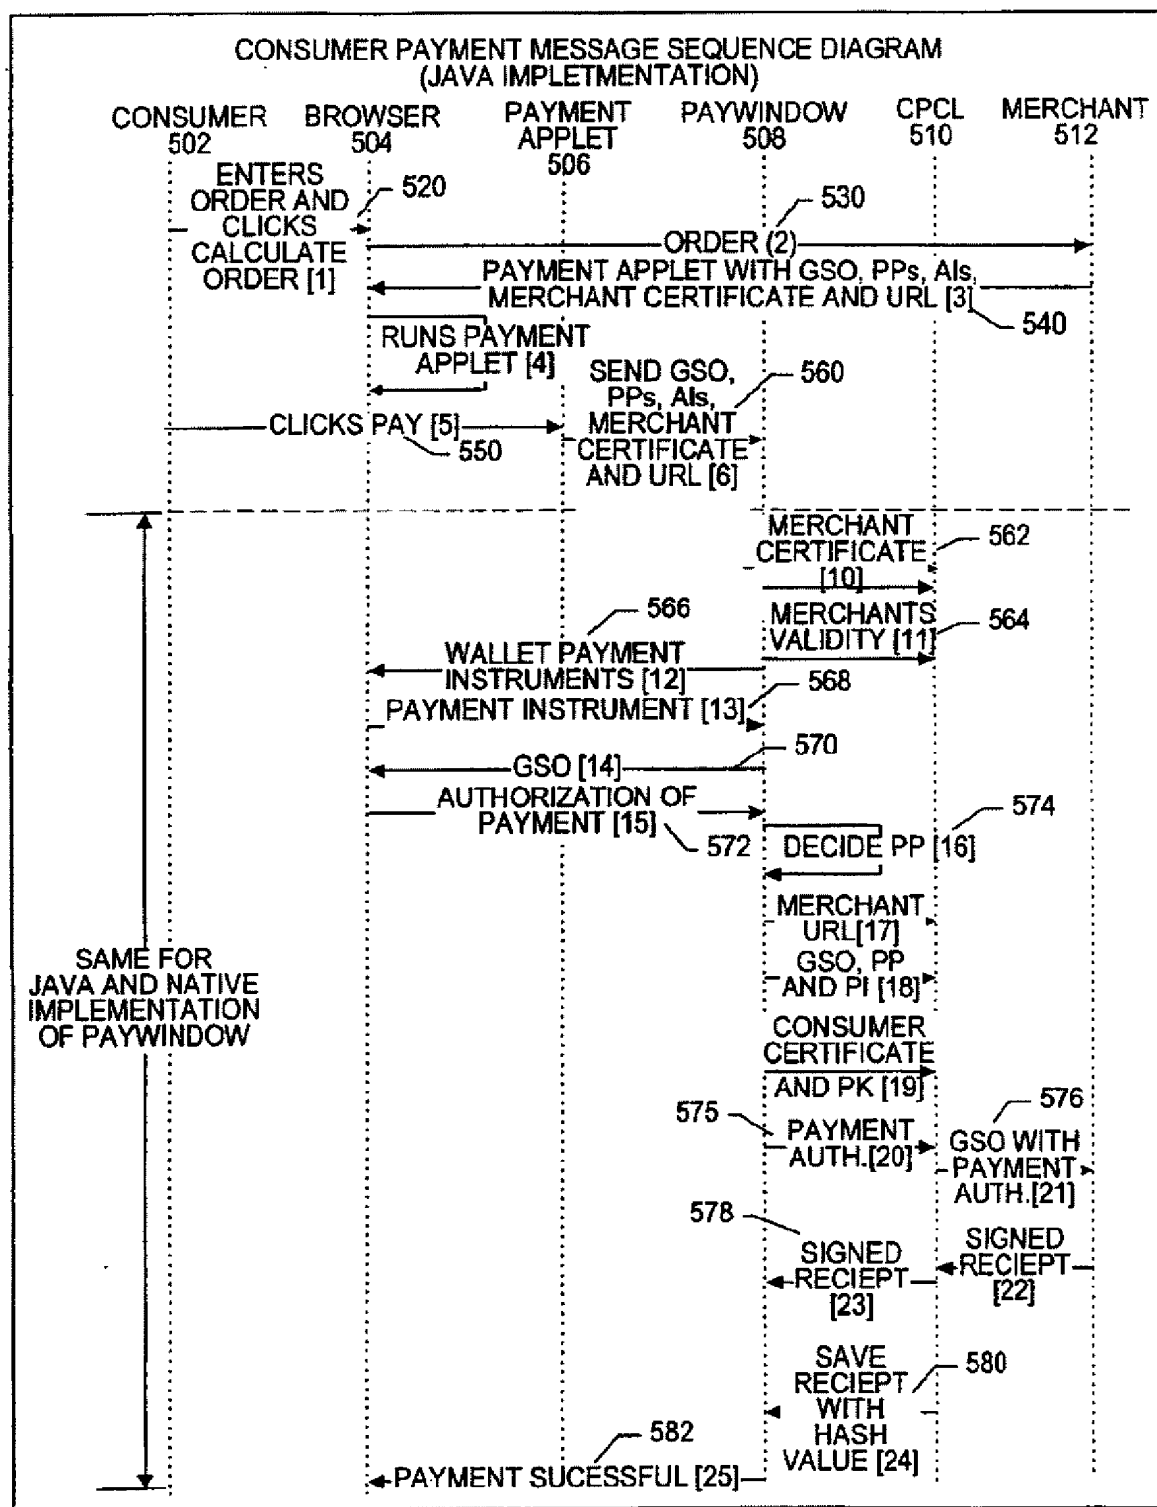 CONSUMER PAYMENT MESSAGE SEQUENCE DIAGRAM
(JAVA IMPLETMENTATION)
CONSUMER
502
BROWSER
504
PAYMENT
APPLET
506
PAYWINDOW
508
CPCL
510
MERCHANT
512
ENTERS
ORDER AND
CLICKS
CALCULATE
ORDER [1]
520
530
ORDER (2)
PAYMENT APPLET WITH GSO, PPs, AIs,
MERCHANT CERTIFICATE AND URL [3]
540
RUNS PAYMENT
APPLET [4]
SEND GSO,
PPs, AIs,
MERCHANT
CERTIFICATE
AND URL [6]
560
CLICKS PAY [5]
550
MERCHANT
CERTIFICATE
[10]
562
566
MERCHANTS
VALIDITY [11]
564
WALLET PAYMENT
INSTRUMENTS [12]
568
PAYMENT INSTRUMENT [13]
570
GSO [14]
AUTHORIZATION OF
PAYMENT [15]
572
574
DECIDE PP [16]
MERCHANT
URL[17]
GSO, PP
AND PI [18]
SAME FOR
JAVA AND NATIVE
IMPLEMENTATION
OF PAYWINDOW
CONSUMER
CERTIFICATE
AND PK [19]
575
PAYMENT
AUTH.[20]
576
GSO WITH
PAYMENT
AUTH.[21]
578
SIGNED
RECIEPT
[23]
SIGNED
RECIEPT
[22]
SAVE
RECIEPT
WITH
HASH
VALUE [24]
580
582
PAYMENT SUCESSFUL [25]